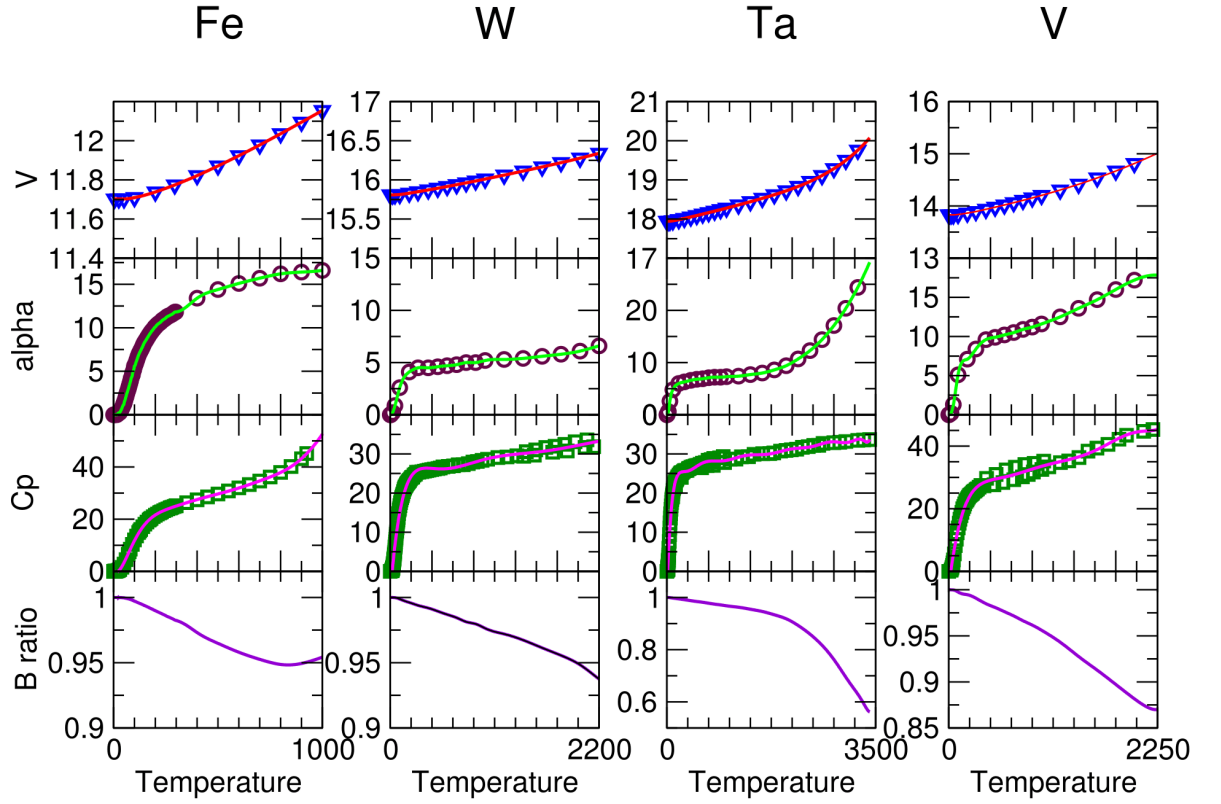 Fe W Ta V
V 12 11.8 11.6 11.4 17 16.5 16 15.5 15 21 20 19 18 17 16 15 14 13
alpha 15 10 5 0 10 5 0 20 10 0 15 10 5 0
Cp 40 20 0 30 20 10 0 30 20 10 0 40 30 20 10 0
B ratio 1 0.95 0.9 1 0.95 0.9 1 0.8 0.6 1 0.95 0.9 0.85
0 1000 0 2200 0 3500 0 2250
Temperature Temperature Temperature Temperature